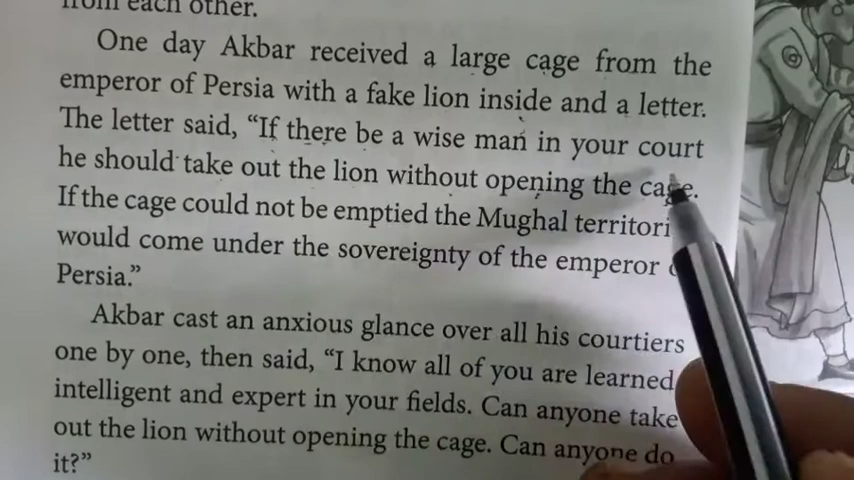 from each other.
One day Akbar received a large cage from the
emperor of Persia with a fake lion inside and a letter.
The letter said, “If there be a wise man in your court
he should take out the lion without opening the cage.
If the cage could not be emptied the Mughal territori
would come under the sovereignty of the emperor
Persia.”
Akbar cast an anxious glance over all his courtiers
one by one, then said, “I know all of you are learned
intelligent and expert in your fields. Can anyone take
out the lion without opening the cage. Can anyone do
it?”